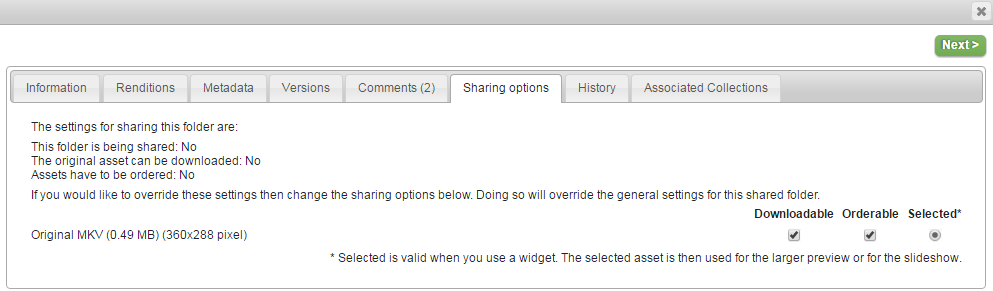 Next >
Information Renditions Metadata Versions Comments (2) Sharing options History Associated Collections
The settings for sharing this folder are:
This folder is being shared: No
The original asset can be downloaded: No
Assets have to be ordered: No
If you would like to override these settings then change the sharing options below. Doing so will override the general settings for this shared folder.
Downloadable Orderable Selected*
Original MKV (0.49 MB) (360x288 pixel)
* Selected is valid when you use a widget. The selected asset is then used for the larger preview or for the slideshow.